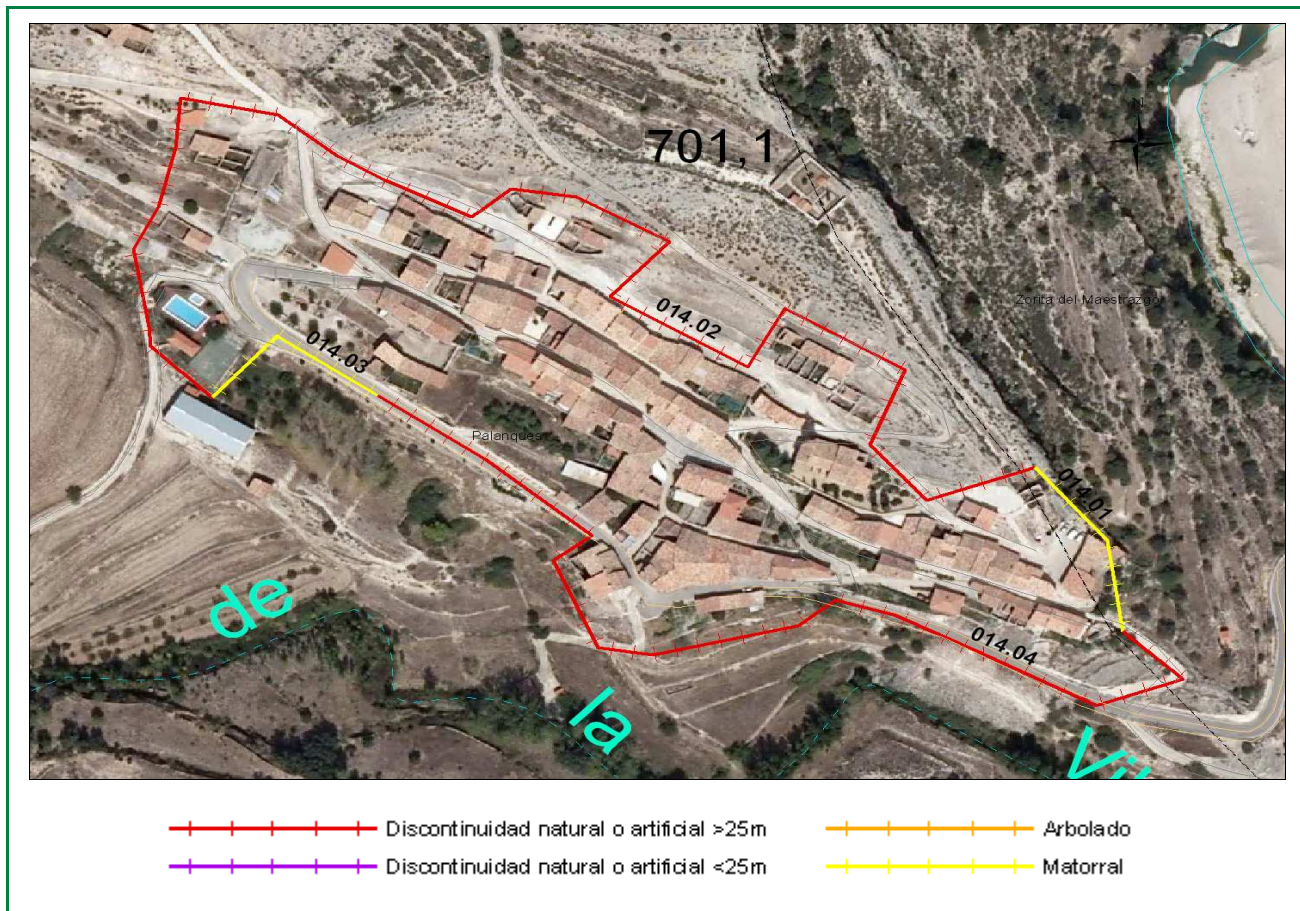 N
701,1
Zorita del Maestrazgo
014.02
014.03
Palanques
014.01
de
014.04
la
Discontinuidad natural o artificial >25m
Arbolado
Discontinuidad natural o artificial <25m
Matorral